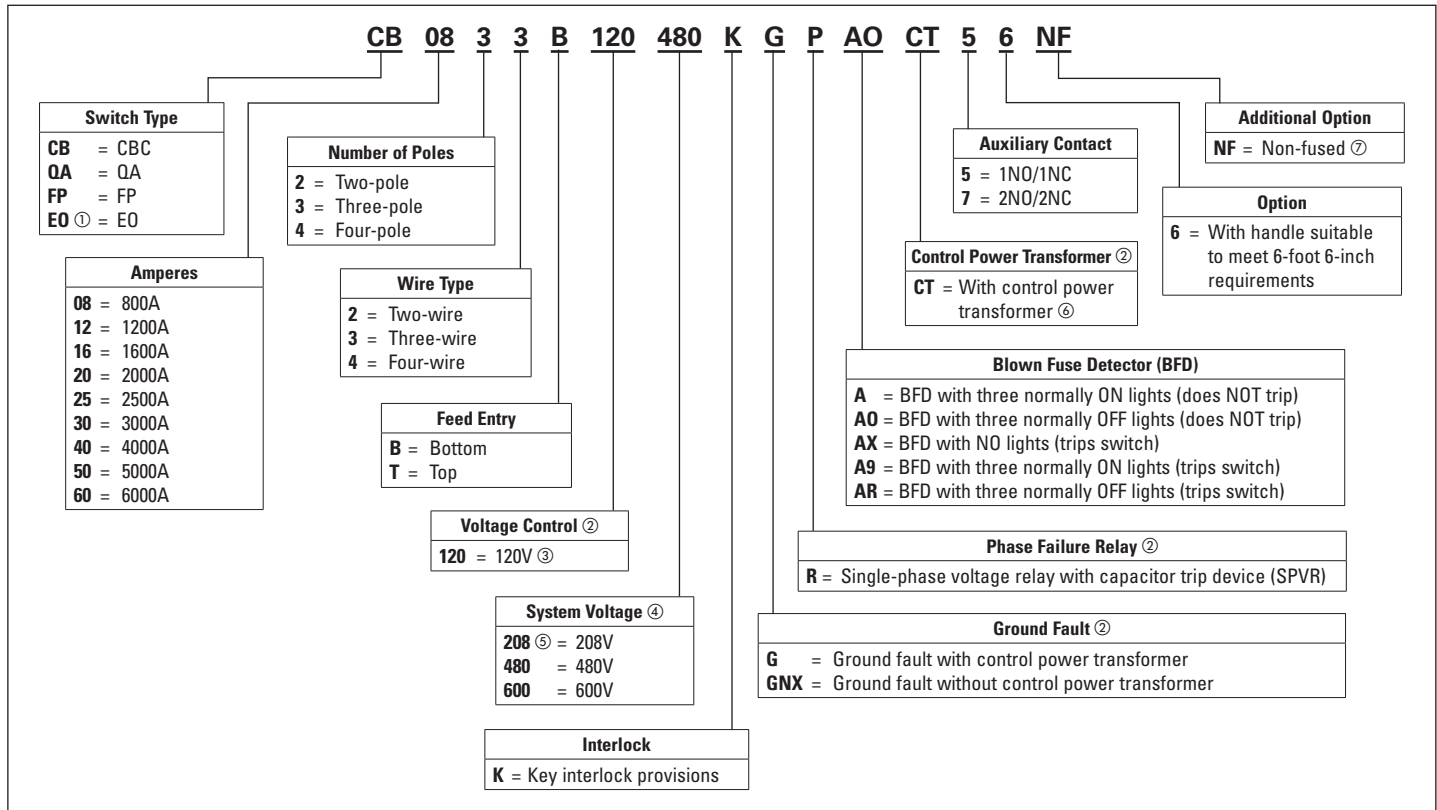 CB 08 3 3 B 120 480 K G P AO CT 5 6 NF
Switch Type
CB = CBC
QA = QA
FP = FP
EO ① = EO
Amperes
08 = 800A
12 = 1200A
16 = 1600A
20 = 2000A
25 = 2500A
30 = 3000A
40 = 4000A
50 = 5000A
60 = 6000A
Number of Poles
2 = Two-pole
3 = Three-pole
4 = Four-pole
Wire Type
2 = Two-wire
3 = Three-wire
4 = Four-wire
Feed Entry
B = Bottom
T = Top
Voltage Control ②
120 = 120V ③
System Voltage ④
208 ⑤ = 208V
480 = 480V
600 = 600V
Interlock
K = Key interlock provisions
Ground Fault ②
G = Ground fault with control power transformer
GNX = Ground fault without control power transformer
Phase Failure Relay ②
R = Single-phase voltage relay with capacitor trip device (SPVR)
Blown Fuse Detector (BFD)
A = BFD with three normally ON lights (does NOT trip)
AO = BFD with three normally OFF lights (does NOT trip)
AX = BFD with NO lights (trips switch)
A9 = BFD with three normally ON lights (trips switch)
AR = BFD with three normally OFF lights (trips switch)
Control Power Transformer ②
CT = With control power
transformer ⑥
Auxiliary Contact
5 = 1NO/1NC
7 = 2NO/2NC
Option
6 = With handle suitable
to meet 6-foot 6-inch
requirements
Additional Option
NF = Non-fused ⑦